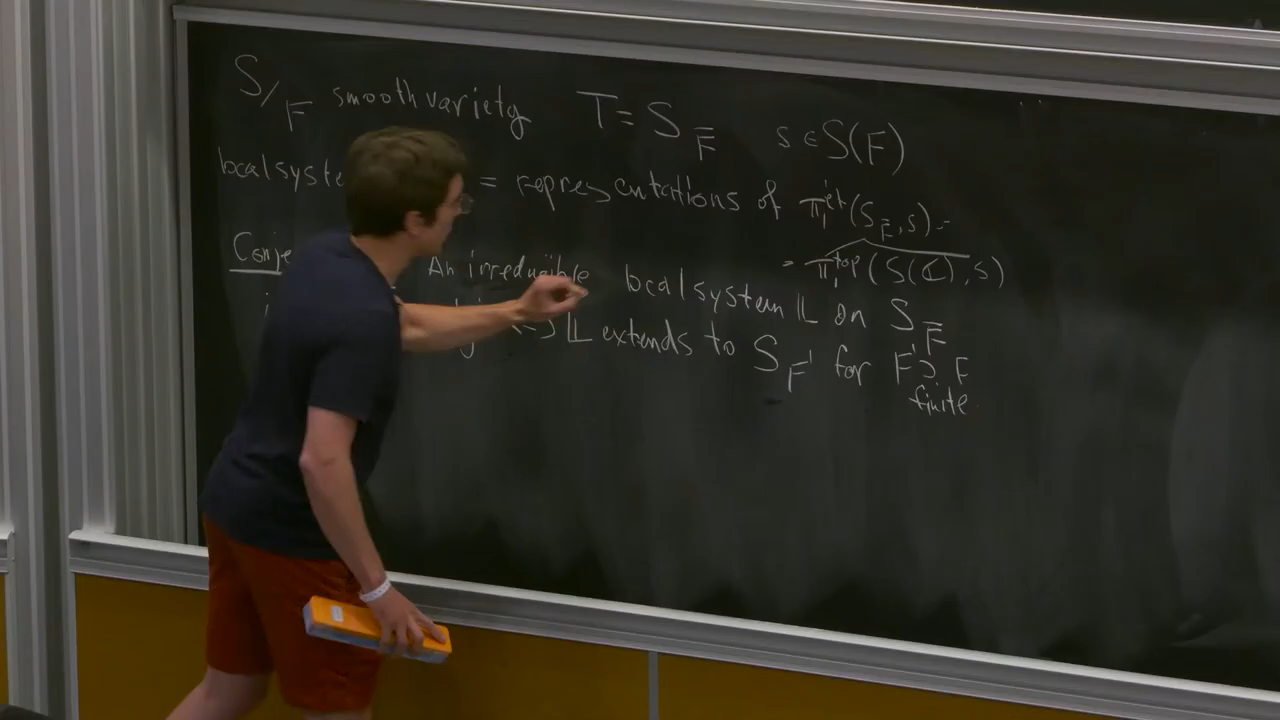 S/F smooth variety T = S_F̄ s ∈ S(F)
local syste = representations of π₁^ét(S_F̄, s) =
= π₁^top(S(ℂ), s)
Conje An irreducible local system 𝕃 on S_F̄
𝕃 extends to S_F' for F' ⊃ F
finite